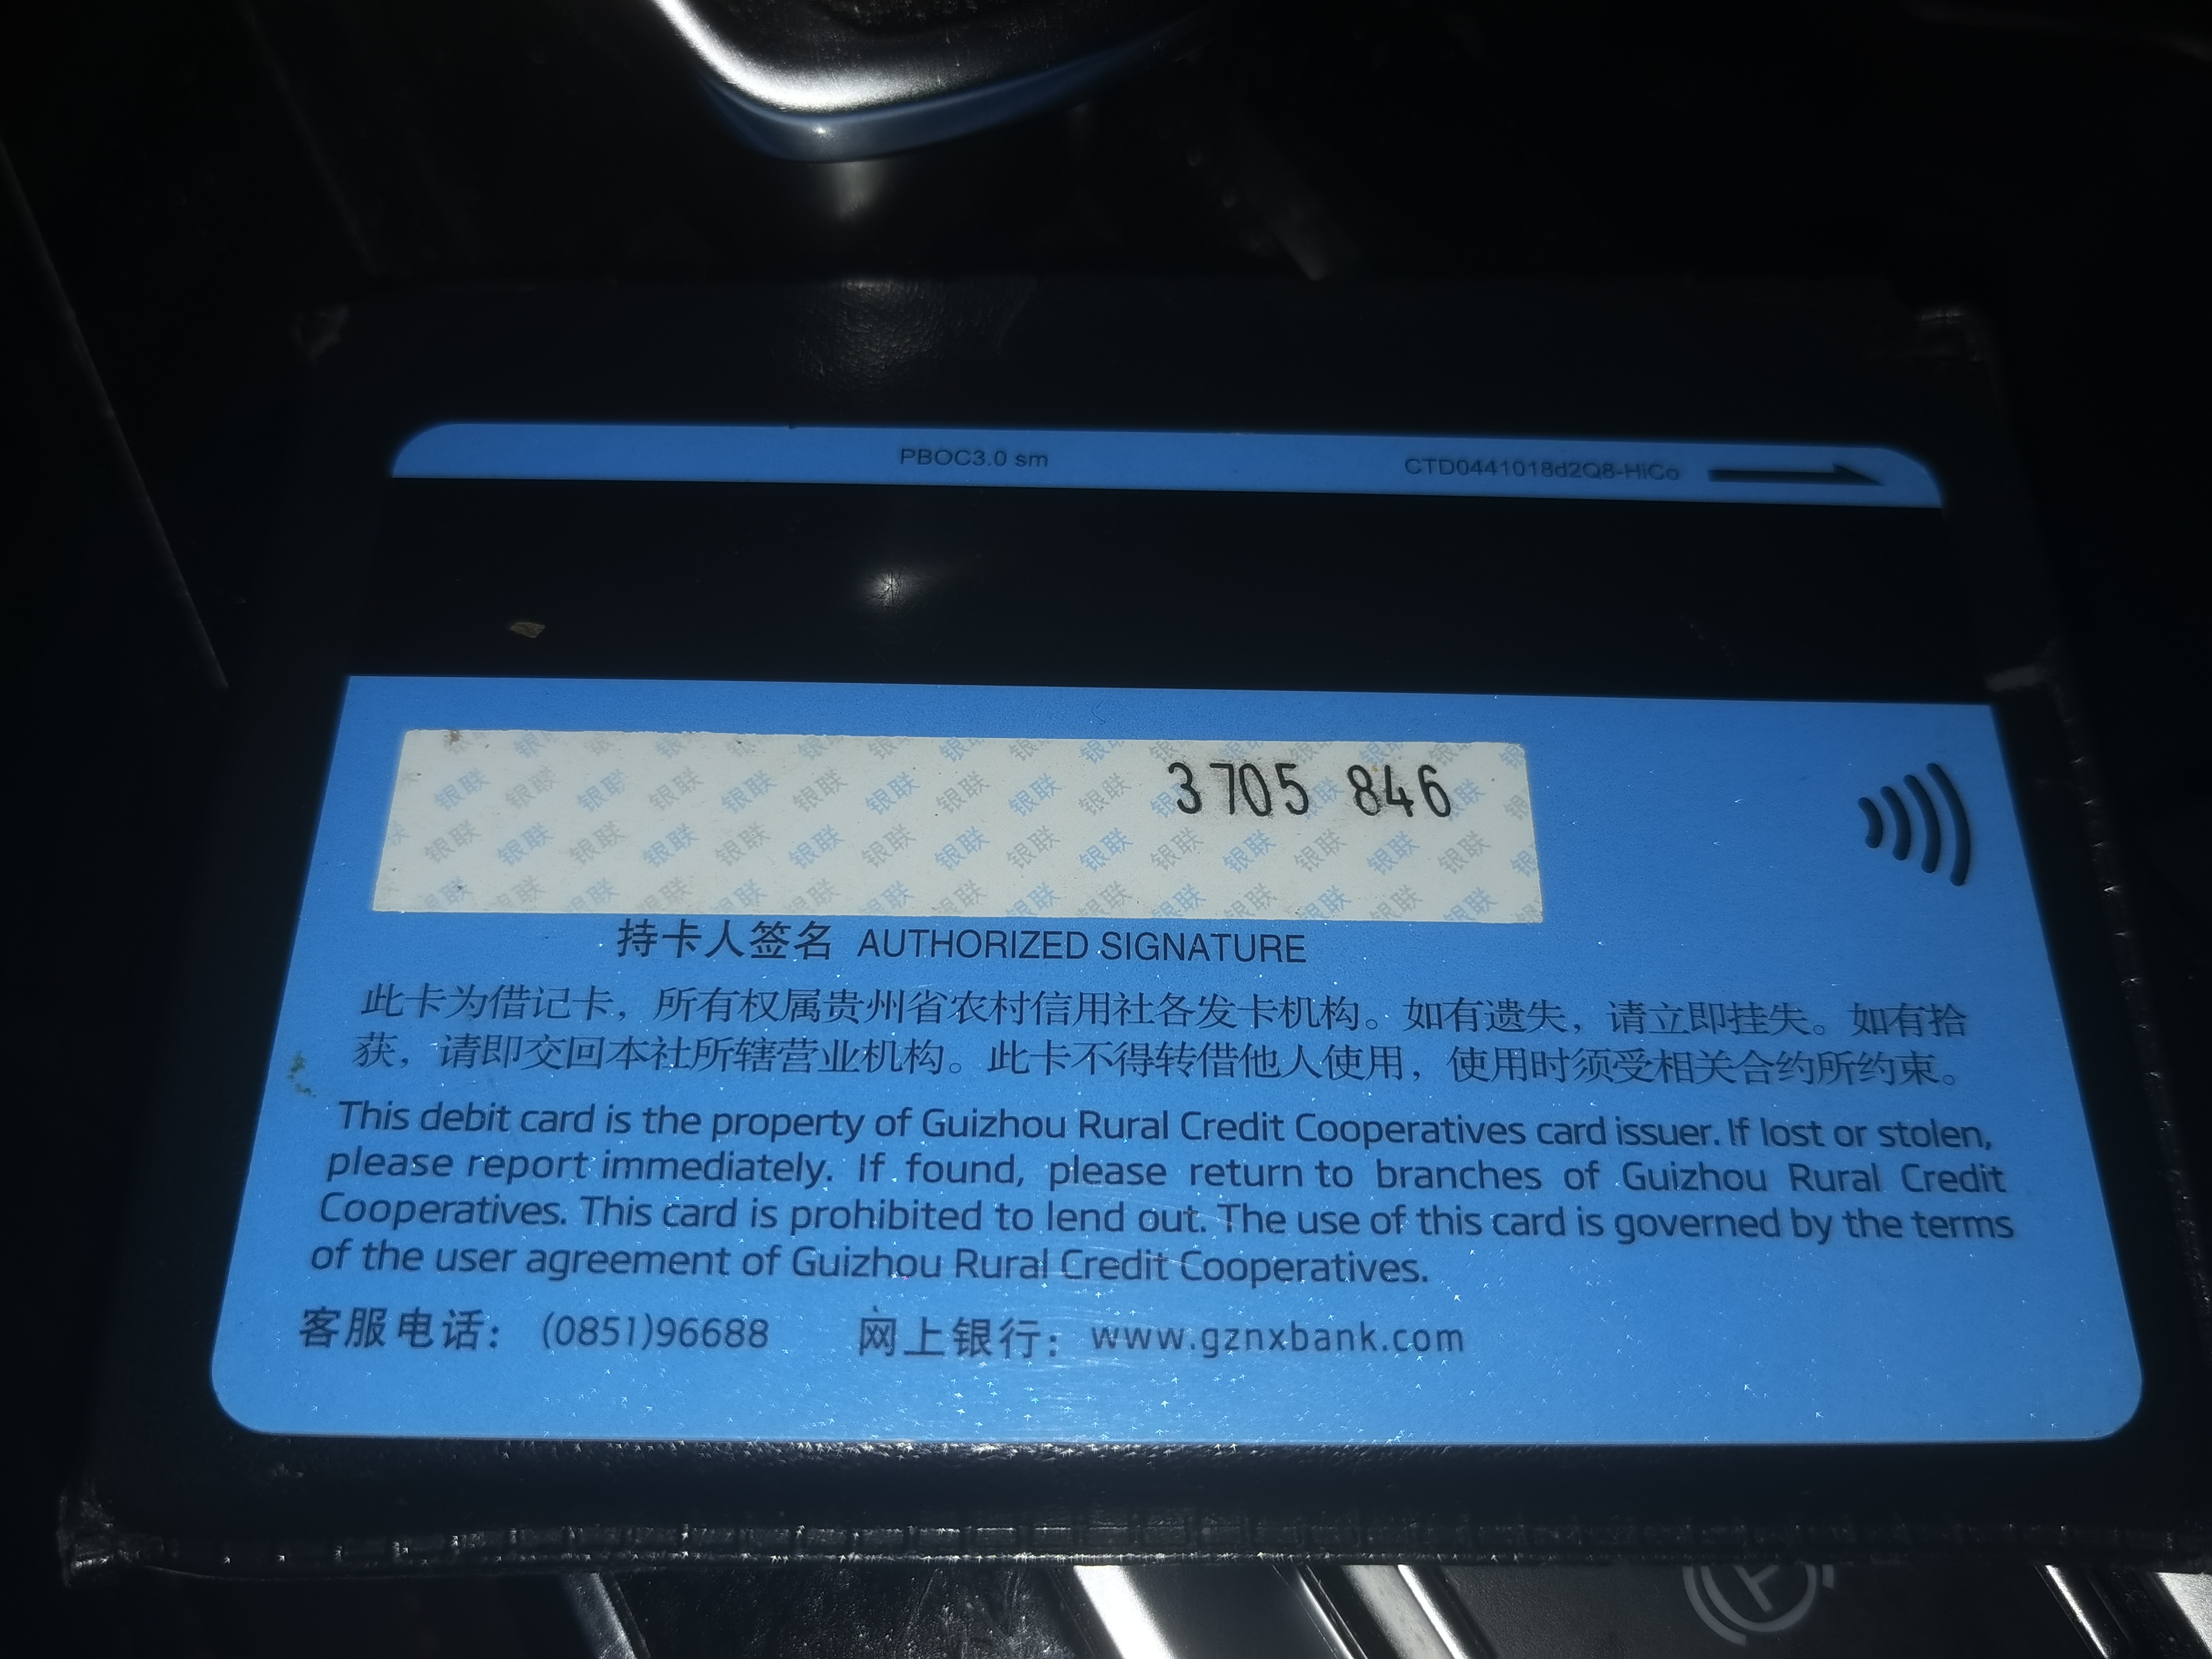 PBOC3.0 sm CTD0441018d2Q8-HiCo
3705 846
持卡人签名 AUTHORIZED SIGNATURE
此卡为借记卡，所有权属贵州省农村信用社各发卡机构。如有遗失，请立即挂失。如有拾
获，请即交回本社所辖营业机构。此卡不得转借他人使用，使用时须受相关合约所约束。
This debit card is the property of Guizhou Rural Credit Cooperatives card issuer. If lost or stolen,
please report immediately. If found, please return to branches of Guizhou Rural Credit
Cooperatives. This card is prohibited to lend out. The use of this card is governed by the terms
of the user agreement of Guizhou Rural Credit Cooperatives.
客服电话：(0851)96688 网上银行：www.gznxbank.com